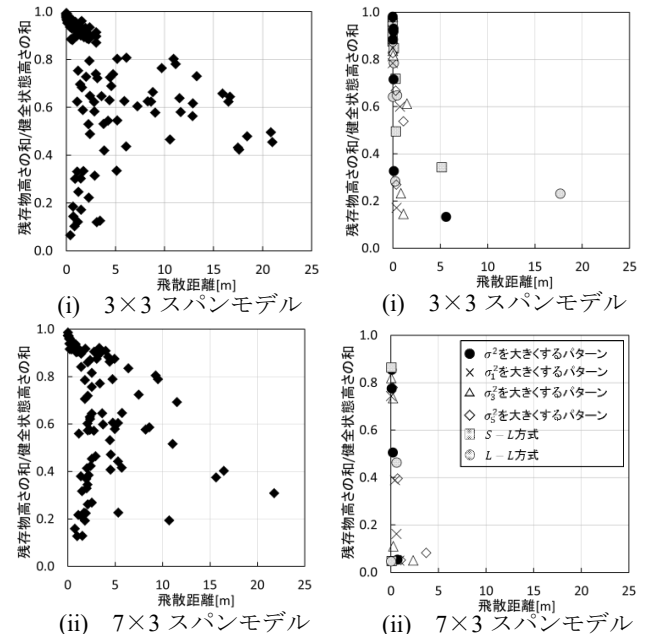 残存物高さの和/健全状態高さの和
1.0
0.8
0.6
0.4
0.2
0.0
0 5 10 15 20 25
飛散距離[m]
(i) 3×3 スパンモデル
残存物高さの和/健全状態高さの和
1.0
0.8
0.6
0.4
0.2
0.0
0 5 10 15 20 25
飛散距離[m]
(i) 3×3 スパンモデル
残存物高さの和/健全状態高さの和
1.0
0.8
0.6
0.4
0.2
0.0
0 5 10 15 20 25
飛散距離[m]
(ii) 7×3 スパンモデル
残存物高さの和/健全状態高さの和
1.0
0.8
0.6
0.4
0.2
0.0
σ²を大きくするパターン
σ₁²を大きくするパターン
σ₃²を大きくするパターン
σ₅²を大きくするパターン
S－L方式
L－L方式
0 5 10 15 20 25
飛散距離[m]
(ii) 7×3 スパンモデル